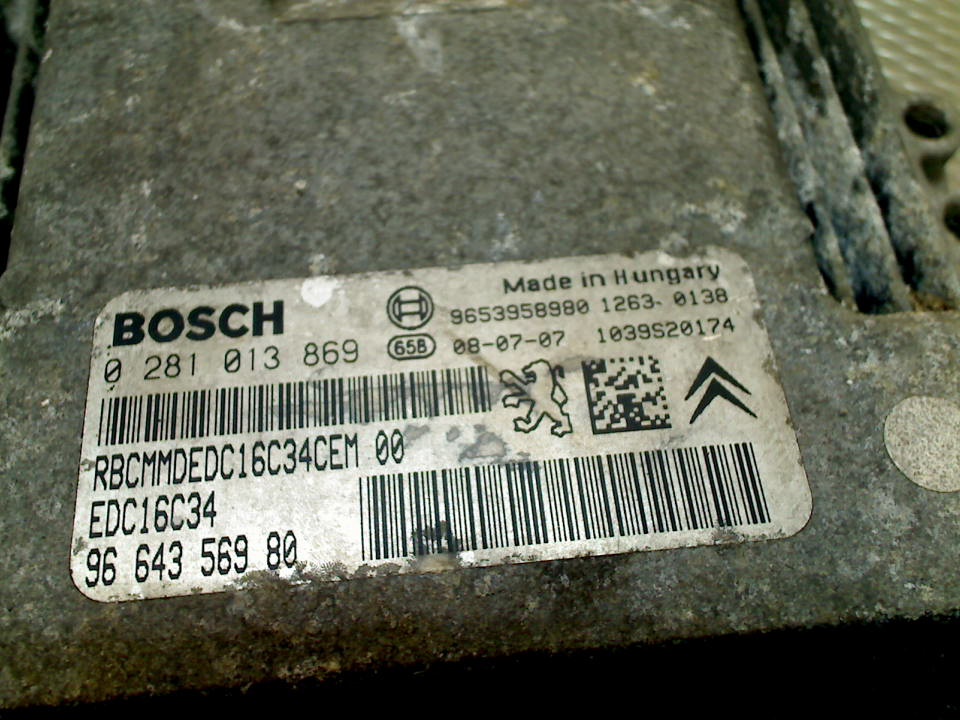 Made in Hungary
BOSCH
9653958980 1263- 0138
0 281 013 869
65B 08-07-07 1039S20174
RBCMMDEDC16C34CEM 00
EDC16C34
96 643 569 80